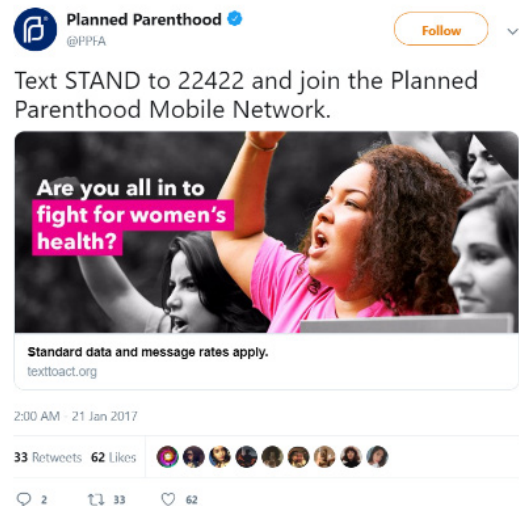 Planned Parenthood
@PPFA
Follow
Text STAND to 22422 and join the Planned
Parenthood Mobile Network.
Are you all in to
fight for women's
health?
Standard data and message rates apply.
texttoact.org
2:00 AM - 21 Jan 2017
33 Retweets 62 Likes
2 33 62